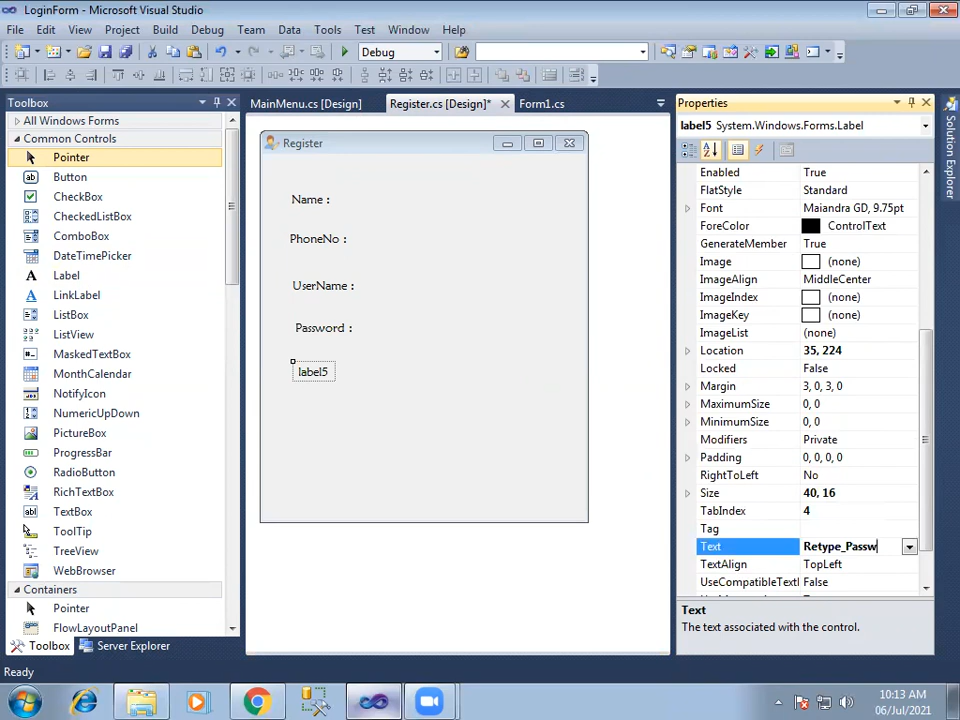 LoginForm - Microsoft Visual Studio
File Edit View Project Build Debug Team Data Tools Test Window Help
Debug
Toolbox
MainMenu.cs [Design]
Register.cs [Design]*
Form1.cs
Properties
Solution Explorer
All Windows Forms
Common Controls
Pointer
Button
CheckBox
CheckedListBox
ComboBox
DateTimePicker
Label
LinkLabel
ListBox
ListView
MaskedTextBox
MonthCalendar
NotifyIcon
NumericUpDown
PictureBox
ProgressBar
RadioButton
RichTextBox
TextBox
ToolTip
TreeView
WebBrowser
Containers
Pointer
FlowLayoutPanel
Toolbox
Server Explorer
Register
Name :
PhoneNo :
UserName :
Password :
label5
label5 System.Windows.Forms.Label
Enabled True
FlatStyle Standard
Font Maiandra GD, 9.75pt
ForeColor ControlText
GenerateMember True
Image (none)
ImageAlign MiddleCenter
ImageIndex (none)
ImageKey (none)
ImageList (none)
Location 35, 224
Locked False
Margin 3, 0, 3, 0
MaximumSize 0, 0
MinimumSize 0, 0
Modifiers Private
Padding 0, 0, 0, 0
RightToLeft No
Size 40, 16
TabIndex 4
Tag
Text Retype_Passw
TextAlign TopLeft
UseCompatibleTextI False
Text
The text associated with the control.
Ready
10:13 AM
06/Jul/2021